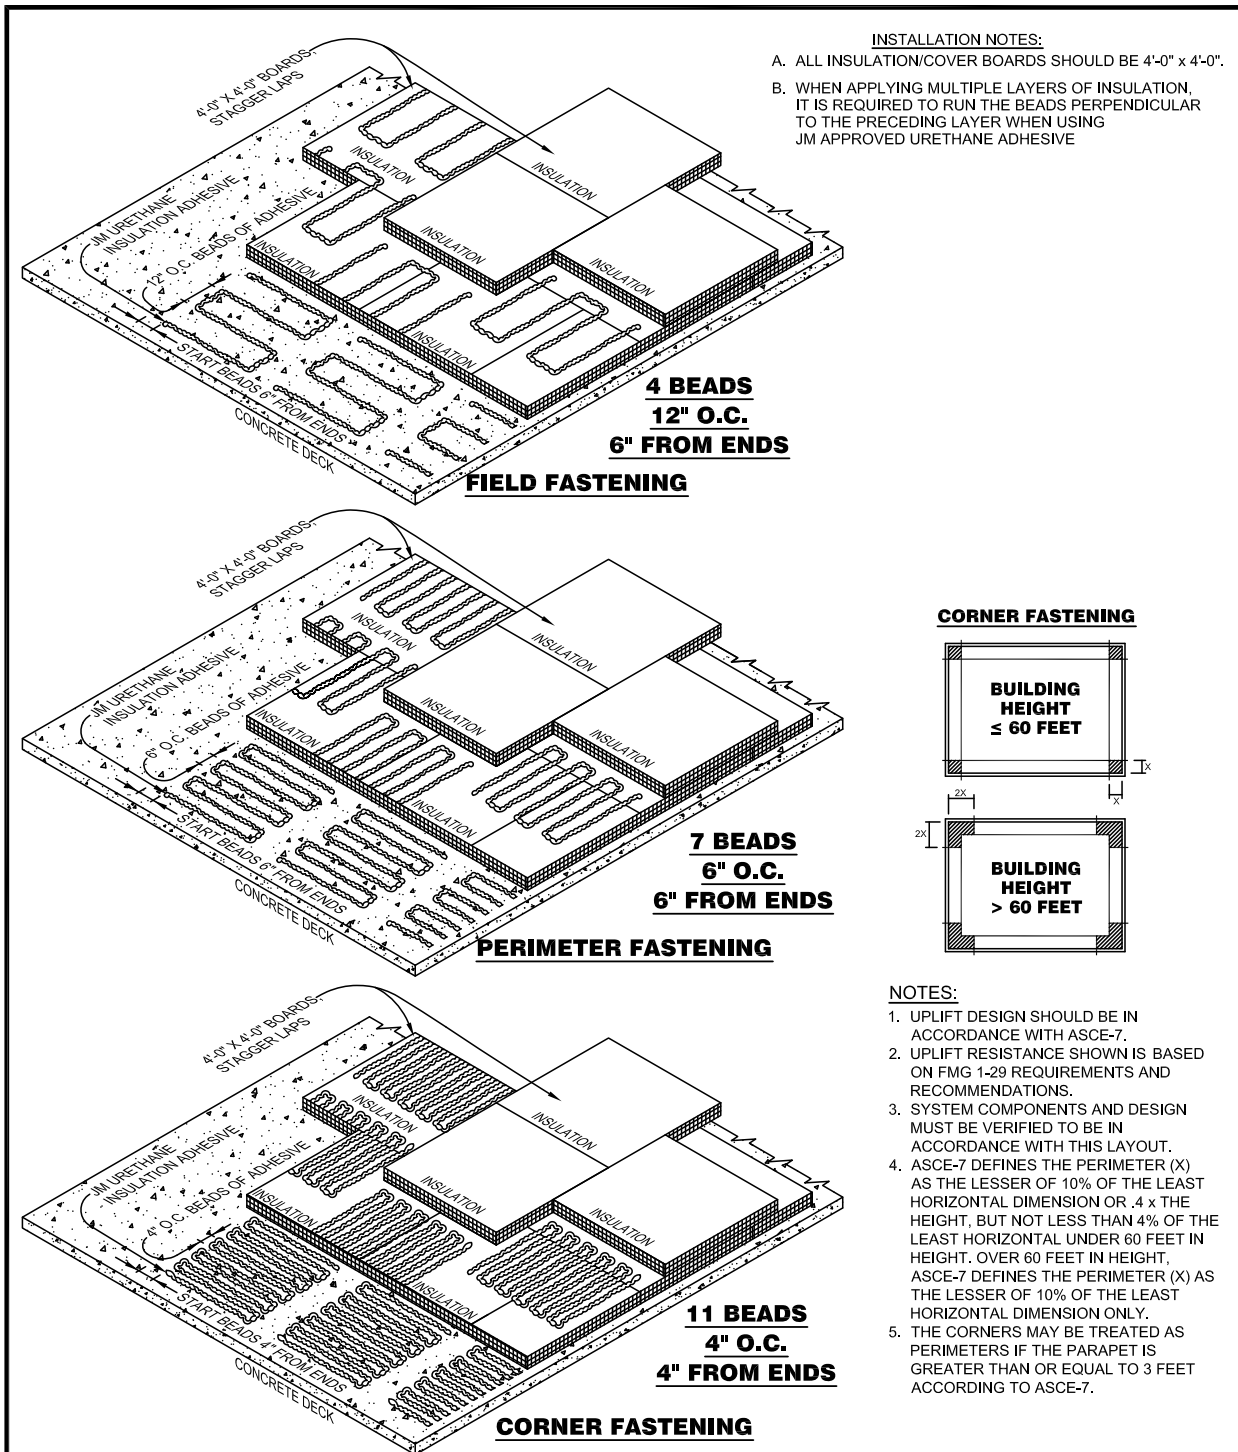 INSTALLATION NOTES:
A. ALL INSULATION/COVER BOARDS SHOULD BE 4'-0" x 4'-0".
B. WHEN APPLYING MULTIPLE LAYERS OF INSULATION,
IT IS REQUIRED TO RUN THE BEADS PERPENDICULAR
TO THE PRECEDING LAYER WHEN USING
JM APPROVED URETHANE ADHESIVE
4'-0" X 4'-0" BOARDS,
STAGGER LAPS
INSULATION
INSULATION
INSULATION
INSULATION
INSULATION
INSULATION
JM URETHANE
INSULATION ADHESIVE
12" O.C. BEADS OF ADHESIVE
START BEADS 6" FROM ENDS
CONCRETE DECK
4 BEADS
12" O.C.
6" FROM ENDS
FIELD FASTENING
4'-0" X 4'-0" BOARDS,
STAGGER LAPS
INSULATION
INSULATION
INSULATION
INSULATION
INSULATION
INSULATION
JM URETHANE
INSULATION ADHESIVE
6" O.C. BEADS OF ADHESIVE
START BEADS 6" FROM ENDS
CONCRETE DECK
7 BEADS
6" O.C.
6" FROM ENDS
PERIMETER FASTENING
CORNER FASTENING
BUILDING
HEIGHT
≤ 60 FEET
X
X
2X
2X
BUILDING
HEIGHT
> 60 FEET
4'-0" X 4'-0" BOARDS,
STAGGER LAPS
INSULATION
INSULATION
INSULATION
INSULATION
INSULATION
INSULATION
JM URETHANE
INSULATION ADHESIVE
4" O.C. BEADS OF ADHESIVE
START BEADS 4" FROM ENDS
CONCRETE DECK
11 BEADS
4" O.C.
4" FROM ENDS
CORNER FASTENING
NOTES:
1. UPLIFT DESIGN SHOULD BE IN
ACCORDANCE WITH ASCE-7.
2. UPLIFT RESISTANCE SHOWN IS BASED
ON FMG 1-29 REQUIREMENTS AND
RECOMMENDATIONS.
3. SYSTEM COMPONENTS AND DESIGN
MUST BE VERIFIED TO BE IN
ACCORDANCE WITH THIS LAYOUT.
4. ASCE-7 DEFINES THE PERIMETER (X)
AS THE LESSER OF 10% OF THE LEAST
HORIZONTAL DIMENSION OR .4 x THE
HEIGHT, BUT NOT LESS THAN 4% OF THE
LEAST HORIZONTAL UNDER 60 FEET IN
HEIGHT. OVER 60 FEET IN HEIGHT,
ASCE-7 DEFINES THE PERIMETER (X) AS
THE LESSER OF 10% OF THE LEAST
HORIZONTAL DIMENSION ONLY.
5. THE CORNERS MAY BE TREATED AS
PERIMETERS IF THE PARAPET IS
GREATER THAN OR EQUAL TO 3 FEET
ACCORDING TO ASCE-7.